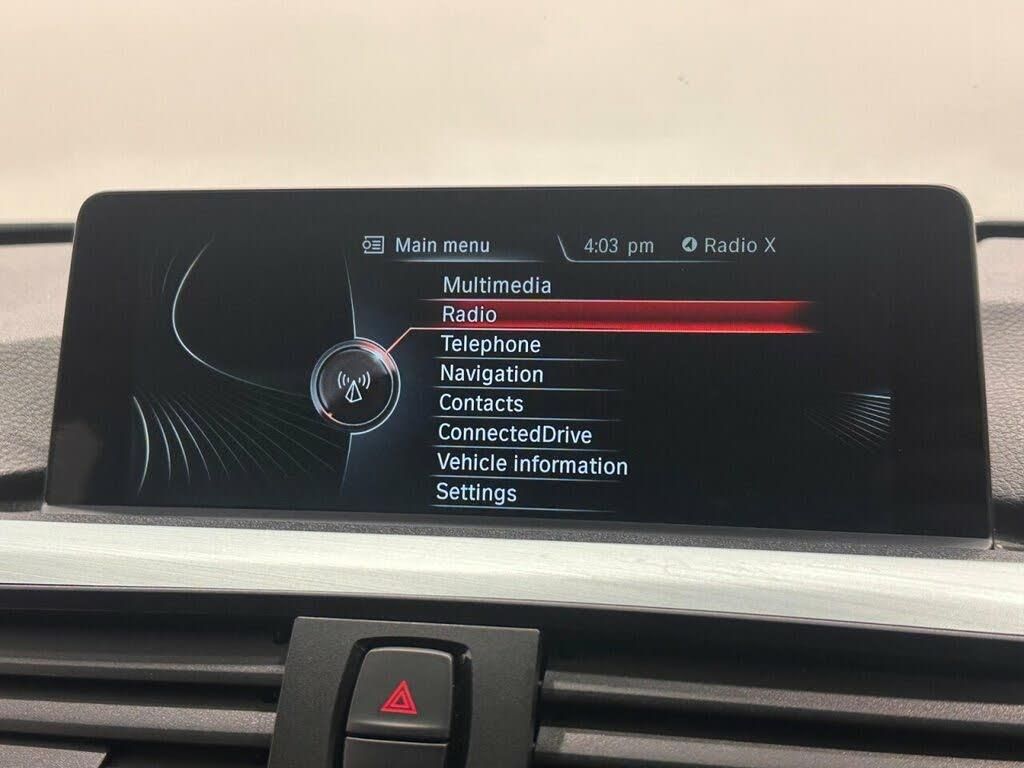 Main menu 4:03 pm Radio X
Multimedia
Radio
Telephone
Navigation
Contacts
ConnectedDrive
Vehicle information
Settings